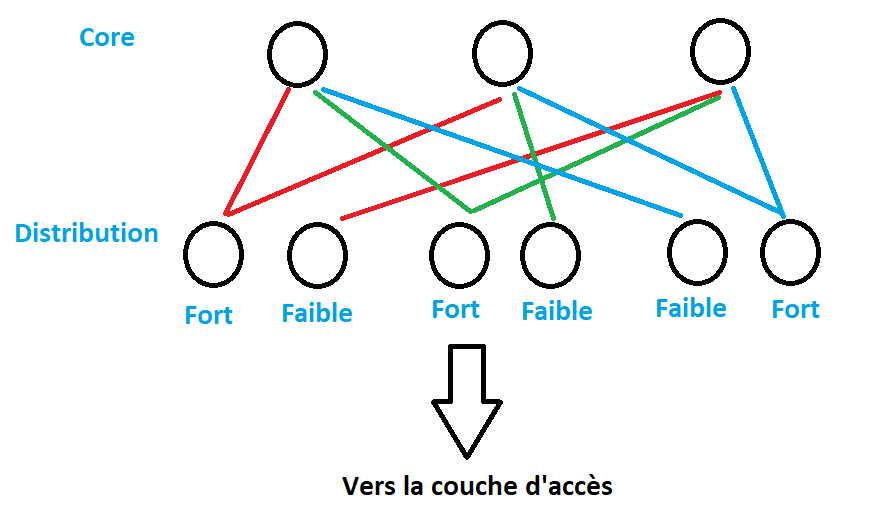 Core
Distribution
Fort
Faible
Fort
Faible
Faible
Fort
Vers la couche d'accès